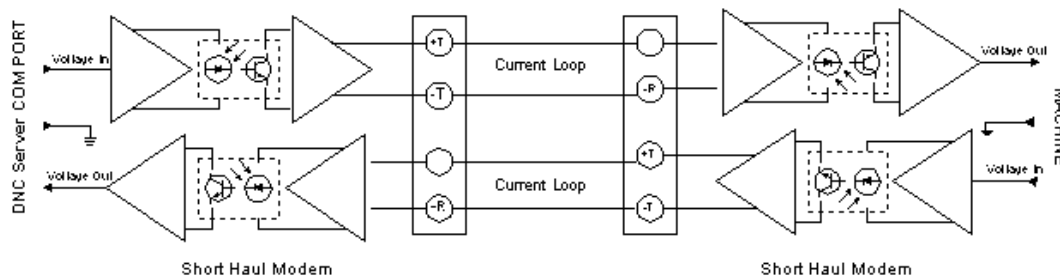 DNC Server COM PORT
Voltage In
Voltage Out
+T
-T
-R
Current Loop
Current Loop
-R
+T
-T
Voltage Out
Voltage In
MACHINE
Short Haul Modem
Short Haul Modem